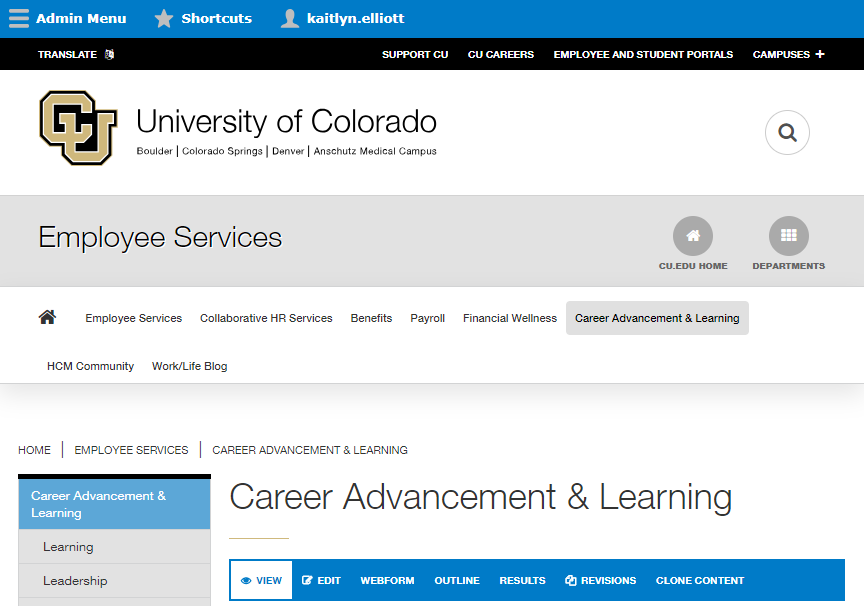 Admin Menu Shortcuts kaitlyn.elliott
TRANSLATE SUPPORT CU CU CAREERS EMPLOYEE AND STUDENT PORTALS CAMPUSES +
CU University of Colorado
Boulder | Colorado Springs | Denver | Anschutz Medical Campus
Employee Services
CU.EDU HOME DEPARTMENTS
Employee Services Collaborative HR Services Benefits Payroll Financial Wellness Career Advancement & Learning
HCM Community Work/Life Blog
HOME | EMPLOYEE SERVICES | CAREER ADVANCEMENT & LEARNING
Career Advancement &
Learning
Learning
Leadership
Career Advancement & Learning
VIEW EDIT WEBFORM OUTLINE RESULTS REVISIONS CLONE CONTENT